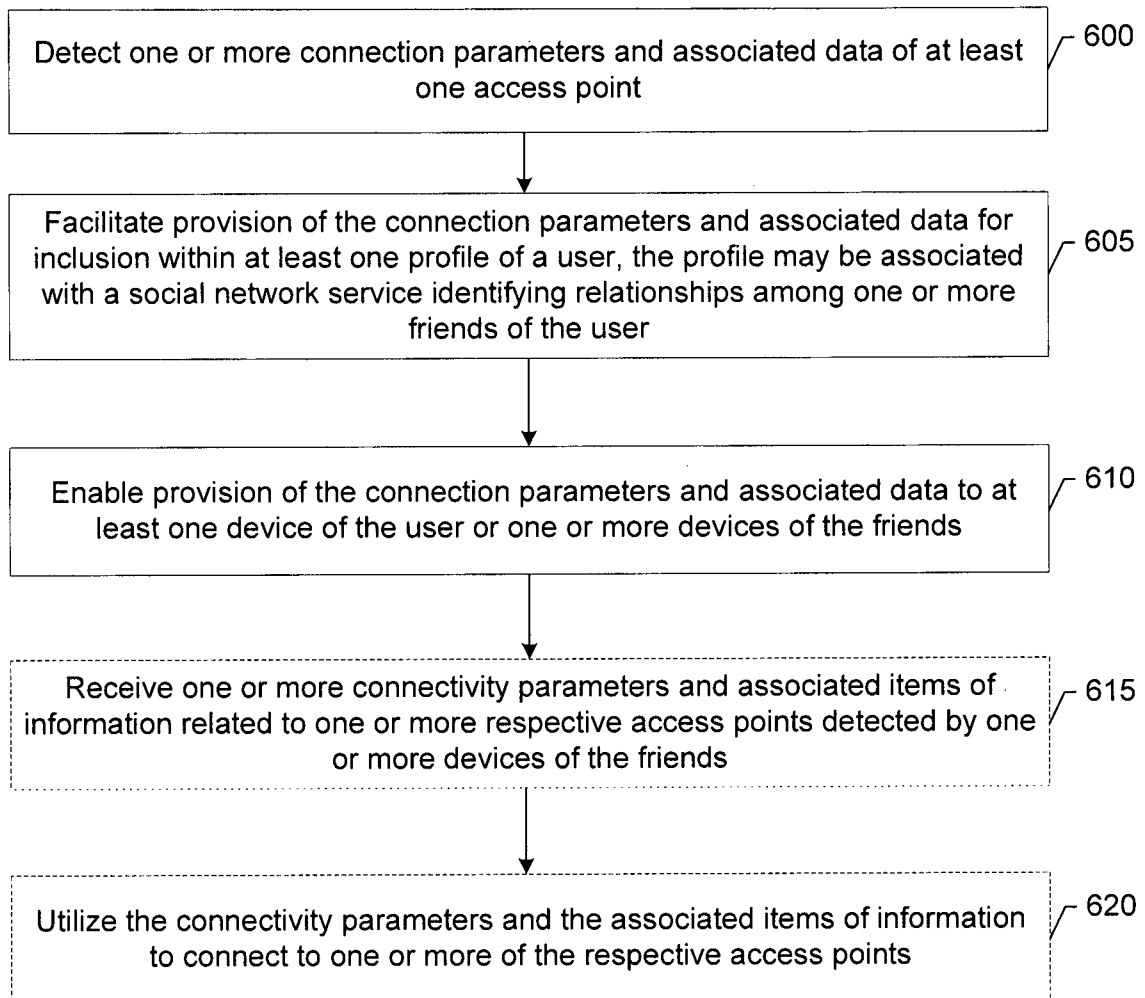 Detect one or more connection parameters and associated data of at least
one access point
600
Facilitate provision of the connection parameters and associated data for
inclusion within at least one profile of a user, the profile may be associated
with a social network service identifying relationships among one or more
friends of the user
605
Enable provision of the connection parameters and associated data to at
least one device of the user or one or more devices of the friends
610
Receive one or more connectivity parameters and associated items of
information related to one or more respective access points detected by one
or more devices of the friends
615
Utilize the connectivity parameters and the associated items of information
to connect to one or more of the respective access points
620